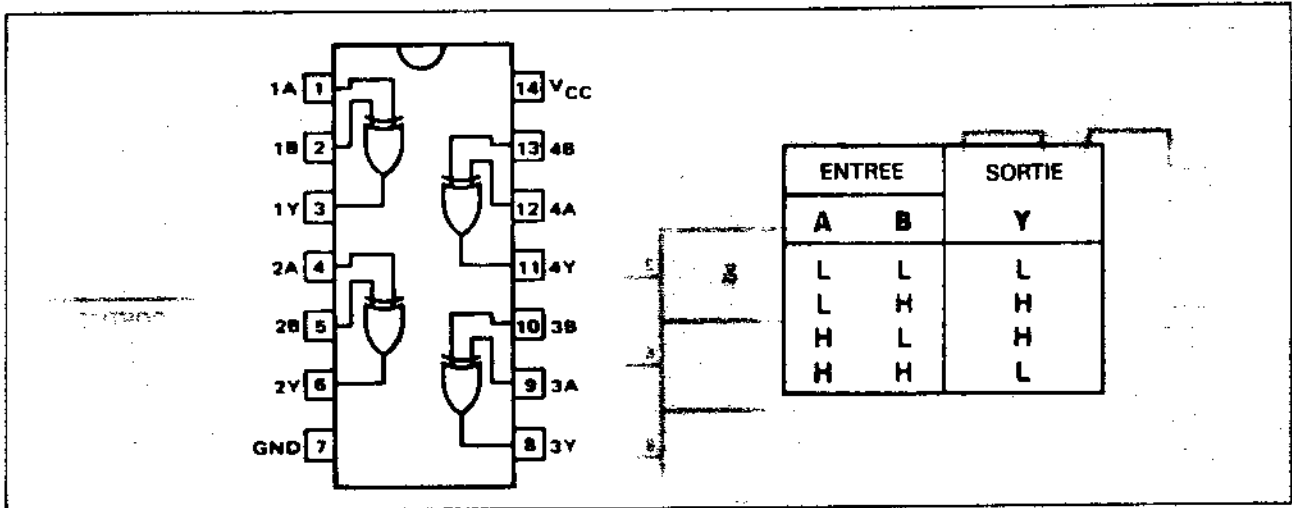 1A 1
1B 2
1Y 3
2A 4
2B 5
2Y 6
GND 7
14 VCC
13 4B
12 4A
11 4Y
10 3B
9 3A
8 3Y
ENTREE SORTIE
A B Y
L L L
L H H
H L H
H H L